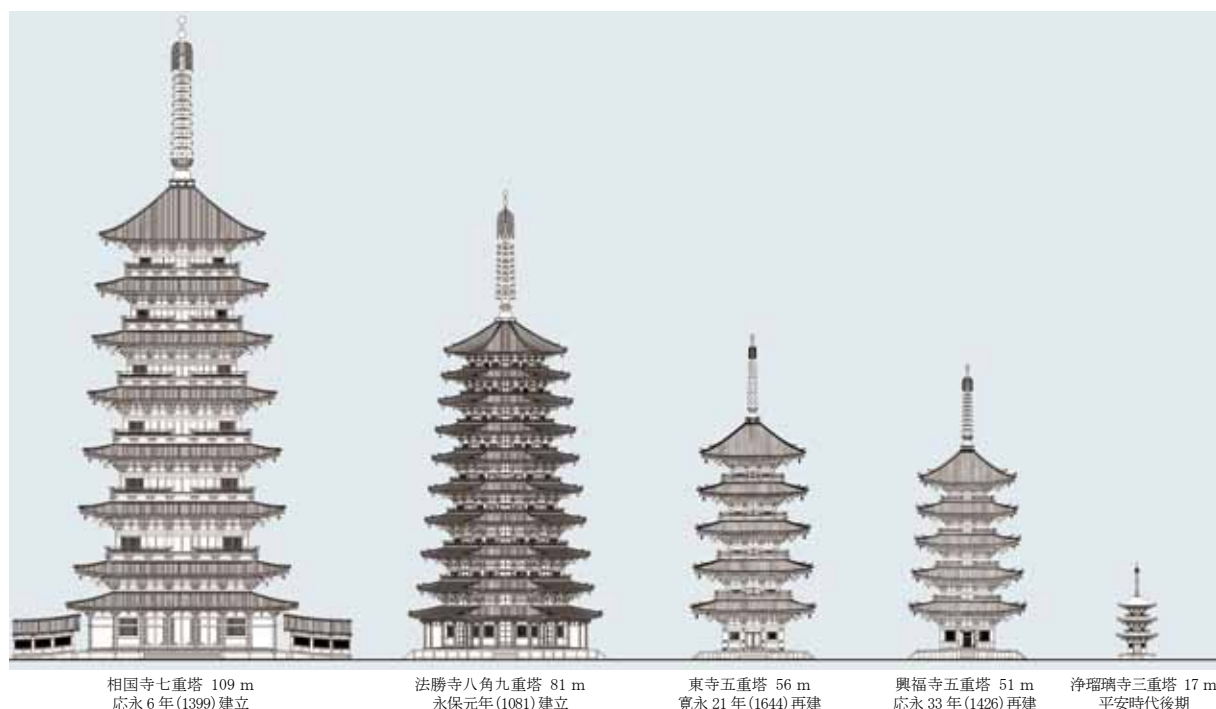 相国寺七重塔 109 m
応永 6 年(1399)建立
法勝寺八角九重塔 81 m
永保元年(1081)建立
東寺五重塔 56 m
寛永 21 年(1644)再建
興福寺五重塔 51 m
応永 33 年(1426)再建
浄瑠璃寺三重塔 17 m
平安時代後期